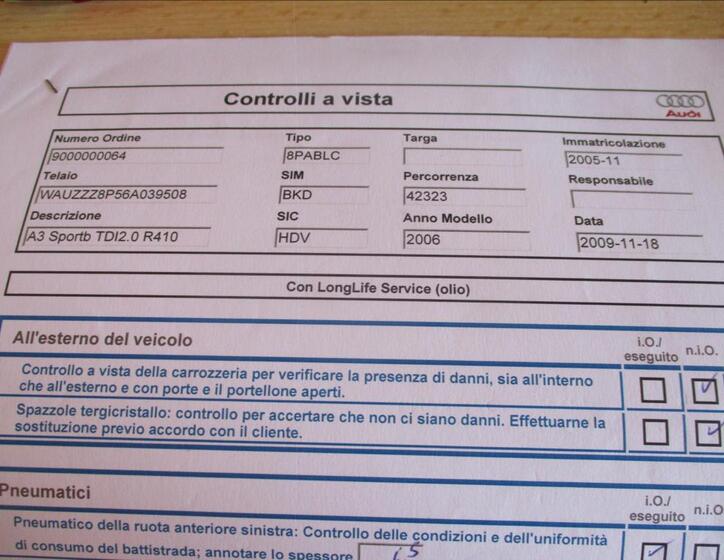 Controlli a vista
Audi
Numero Ordine Tipo Targa Immatricolazione
9000000064 8PABLC 2005-11
Telaio SIM Percorrenza Responsabile
WAUZZZ8P56A039508 BKD 42323
Descrizione SIC Anno Modello Data
A3 Sportb TDI2.0 R410 HDV 2006 2009-11-18
Con LongLife Service (olio)
All'esterno del veicolo i.O./ eseguito n.i.O.
Controllo a vista della carrozzeria per verificare la presenza di danni, sia all'interno
che all'esterno e con porte e il portellone aperti.
Spazzole tergicristallo: controllo per accertare che non ci siano danni. Effettuarne la
sostituzione previo accordo con il cliente.
Pneumatici i.O./ eseguito n.i.O
Pneumatico della ruota anteriore sinistra: Controllo delle condizioni e dell'uniformità
di consumo del battistrada; annotare lo spessore